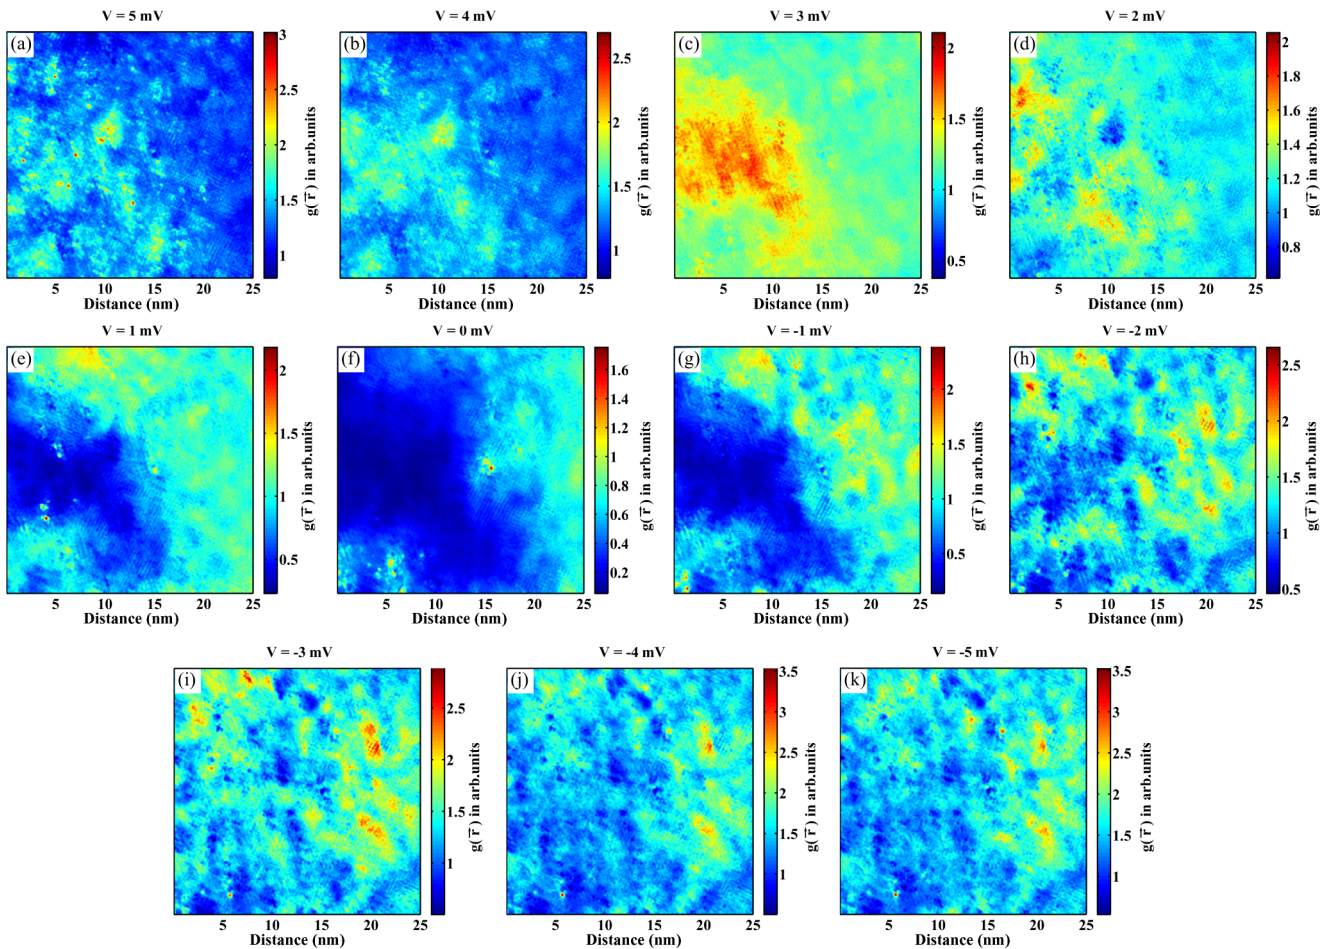 V = 5 mV
V = 4 mV
V = 3 mV
V = 2 mV
(a)
3
2.5
2
1.5
1
g(r̄) in arb.units
5 10 15 20 25
Distance (nm)
(b)
2.5
2
1.5
1
g(r̄) in arb.units
5 10 15 20 25
Distance (nm)
(c)
2
1.5
1
0.5
g(r̄) in arb.units
5 10 15 20 25
Distance (nm)
(d)
2
1.8
1.6
1.4
1.2
1
0.8
g(r̄) in arb.units
5 10 15 20 25
Distance (nm)
V = 1 mV
V = 0 mV
V = -1 mV
V = -2 mV
(e)
2
1.5
1
0.5
g(r̄) in arb.units
5 10 15 20 25
Distance (nm)
(f)
1.6
1.4
1.2
1
0.8
0.6
0.4
0.2
g(r̄) in arb.units
5 10 15 20 25
Distance (nm)
(g)
2
1.5
1
0.5
g(r̄) in arb.units
5 10 15 20 25
Distance (nm)
(h)
2.5
2
1.5
1
0.5
g(r̄) in arb.units
5 10 15 20 25
Distance (nm)
V = -3 mV
V = -4 mV
V = -5 mV
(i)
2.5
2
1.5
1
g(r̄) in arb.units
5 10 15 20 25
Distance (nm)
(j)
3.5
3
2.5
2
1.5
1
g(r̄) in arb.units
5 10 15 20 25
Distance (nm)
(k)
3.5
3
2.5
2
1.5
1
g(r̄) in arb.units
5 10 15 20 25
Distance (nm)